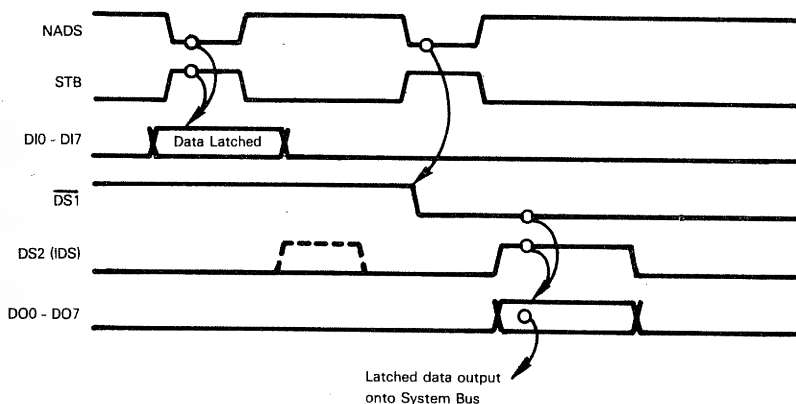 NADS
STB
DI0 - DI7
Data Latched
DS1
DS2 (IDS)
DO0 - DO7
Latched data output
onto System Bus